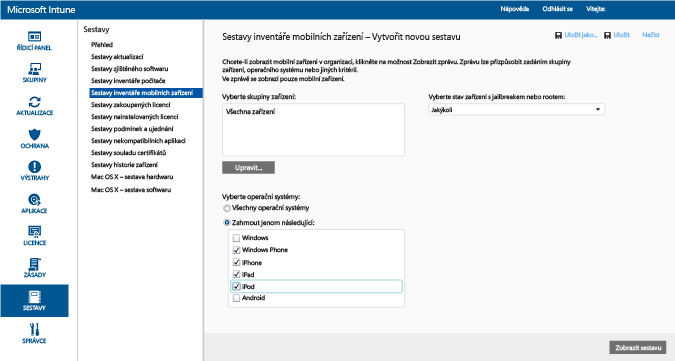 Microsoft Intune
Nápověda Odhlásit se Vítejte:
ŘÍDICÍ PANEL
SKUPINY
AKTUALIZACE
OCHRANA
VÝSTRAHY
APLIKACE
LICENCE
ZÁSADY
SESTAVY
SPRÁVCE
Sestavy
Přehled
Sestavy aktualizací
Sestavy zjištěného softwaru
Sestavy inventáře počítače
Sestavy inventáře mobilních zařízení
Sestavy zakoupených licencí
Sestavy nainstalovaných licencí
Sestavy podmínek a ujednání
Sestavy nekompatibilních aplikací
Sestavy souladu certifikátů
Sestavy historie zařízení
Mac OS X – sestava hardwaru
Mac OS X – sestava softwaru
Sestavy inventáře mobilních zařízení – Vytvořit novou sestavu
Uložit jako... Uložit Načíst
Chcete-li zobrazit mobilní zařízení v organizaci, klikněte na možnost Zobrazit zprávu. Zprávu lze přizpůsobit zadáním skupiny
zařízení, operačního systému nebo jiných kritérií.
Ve zprávě se zobrazí pouze mobilní zařízení.
Vyberte skupiny zařízení:
Všechna zařízení
Upravit...
Vyberte stav zařízení s jailbreakem nebo rootem:
Jakýkoli
Vyberte operační systémy:
Všechny operační systémy
Zahrnout jenom následující:
Windows
Windows Phone
iPhone
iPad
iPod
Android
Zobrazit sestavu